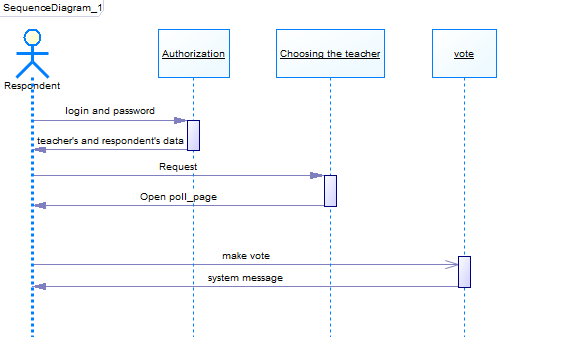 SequenceDiagram_1
Authorization
Choosing the teacher
vote
Respondent
login and password
teacher's and respondent's data
Request
Open poll_page
make vote
system message